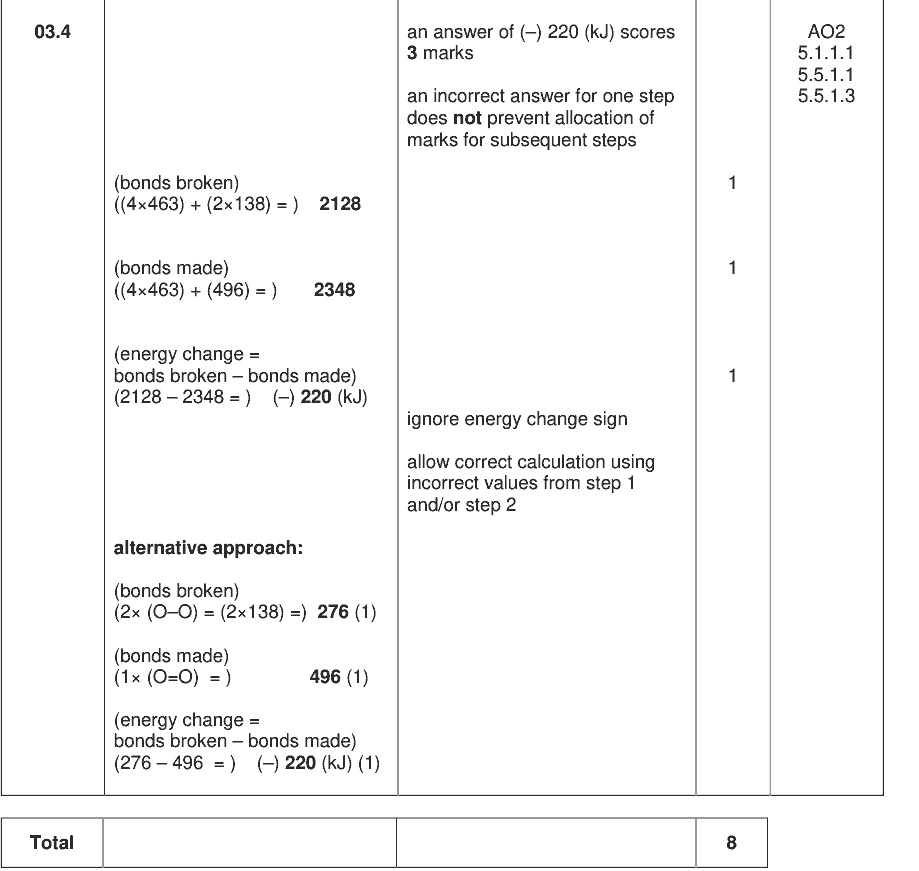 03.4
an answer of (–) 220 (kJ) scores
3 marks
an incorrect answer for one step
does not prevent allocation of
marks for subsequent steps
AO2
5.1.1.1
5.5.1.1
5.5.1.3
(bonds broken)
((4×463) + (2×138) = ) 2128
1
(bonds made)
((4×463) + (496) = ) 2348
1
(energy change =
bonds broken – bonds made)
(2128 – 2348 = ) (–) 220 (kJ)
1
ignore energy change sign
allow correct calculation using
incorrect values from step 1
and/or step 2
alternative approach:
(bonds broken)
(2× (O–O) = (2×138) =) 276 (1)
(bonds made)
(1× (O=O) = ) 496 (1)
(energy change =
bonds broken – bonds made)
(276 – 496 = ) (–) 220 (kJ) (1)
Total 8